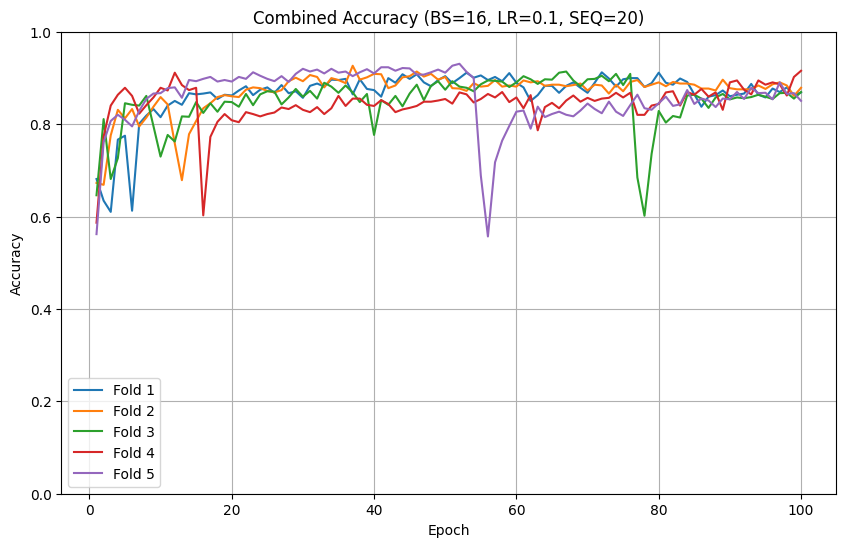 Combined Accuracy (BS=16, LR=0.1, SEQ=20)
1.0
0.8
0.6
0.4
0.2
0.0
Accuracy
Fold 1
Fold 2
Fold 3
Fold 4
Fold 5
0 20 40 60 80 100
Epoch